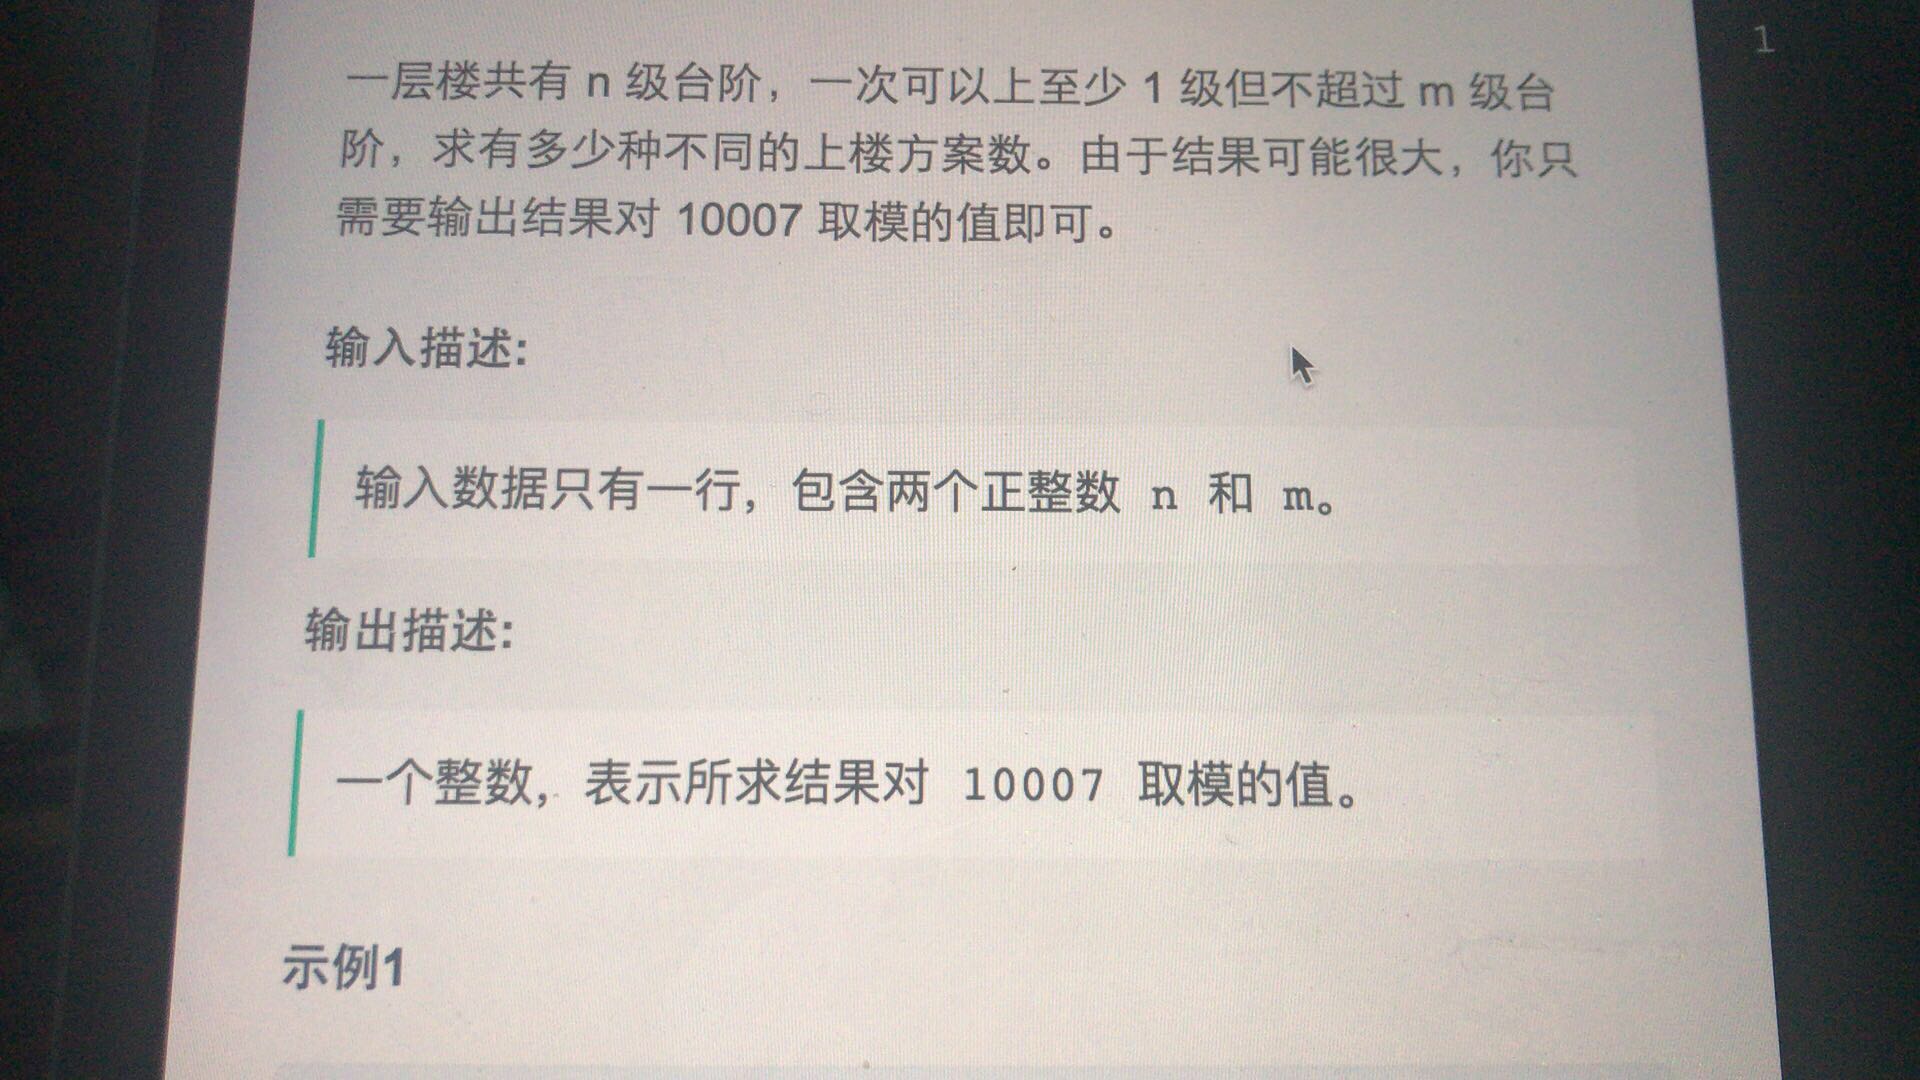 一层楼共有 n 级台阶，一次可以上至少 1 级但不超过 m 级台
阶，求有多少种不同的上楼方案数。由于结果可能很大，你只
需要输出结果对 10007 取模的值即可。
1
输入描述:
输入数据只有一行，包含两个正整数 n 和 m。
输出描述:
一个整数，表示所求结果对 10007 取模的值。
示例1